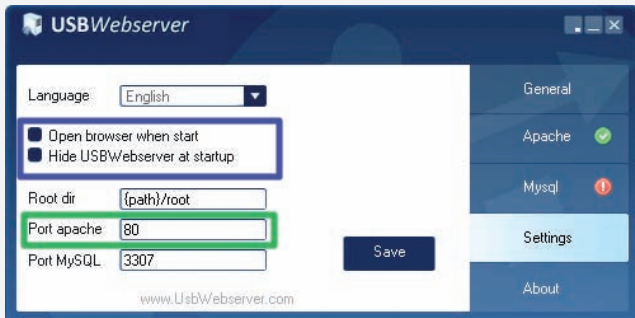 USBWebserver
Language English
Open browser when start
Hide USBWebserver at startup
Root dir {path}/root
Port apache 80
Port MySQL 3307
Save
www.UsbWebserver.com
General
Apache
Mysql
Settings
About